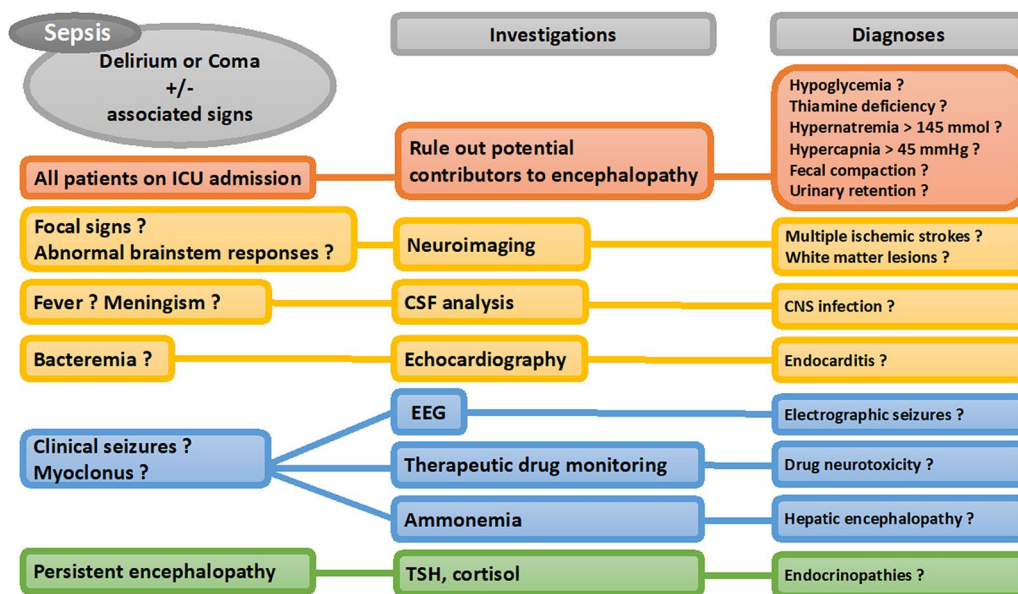 Sepsis
Delirium or Coma
+/-
associated signs
Investigations
Diagnoses
All patients on ICU admission
Rule out potential
contributors to encephalopathy
Hypoglycemia ?
Thiamine deficiency ?
Hypernatremia > 145 mmol ?
Hypercapnia > 45 mmHg ?
Fecal compaction ?
Urinary retention ?
Focal signs ?
Abnormal brainstem responses ?
Neuroimaging
Multiple ischemic strokes ?
White matter lesions ?
Fever ? Meningism ?
CSF analysis
CNS infection ?
Bacteremia ?
Echocardiography
Endocarditis ?
Clinical seizures ?
Myoclonus ?
EEG
Electrographic seizures ?
Therapeutic drug monitoring
Drug neurotoxicity ?
Ammonemia
Hepatic encephalopathy ?
Persistent encephalopathy
TSH, cortisol
Endocrinopathies ?